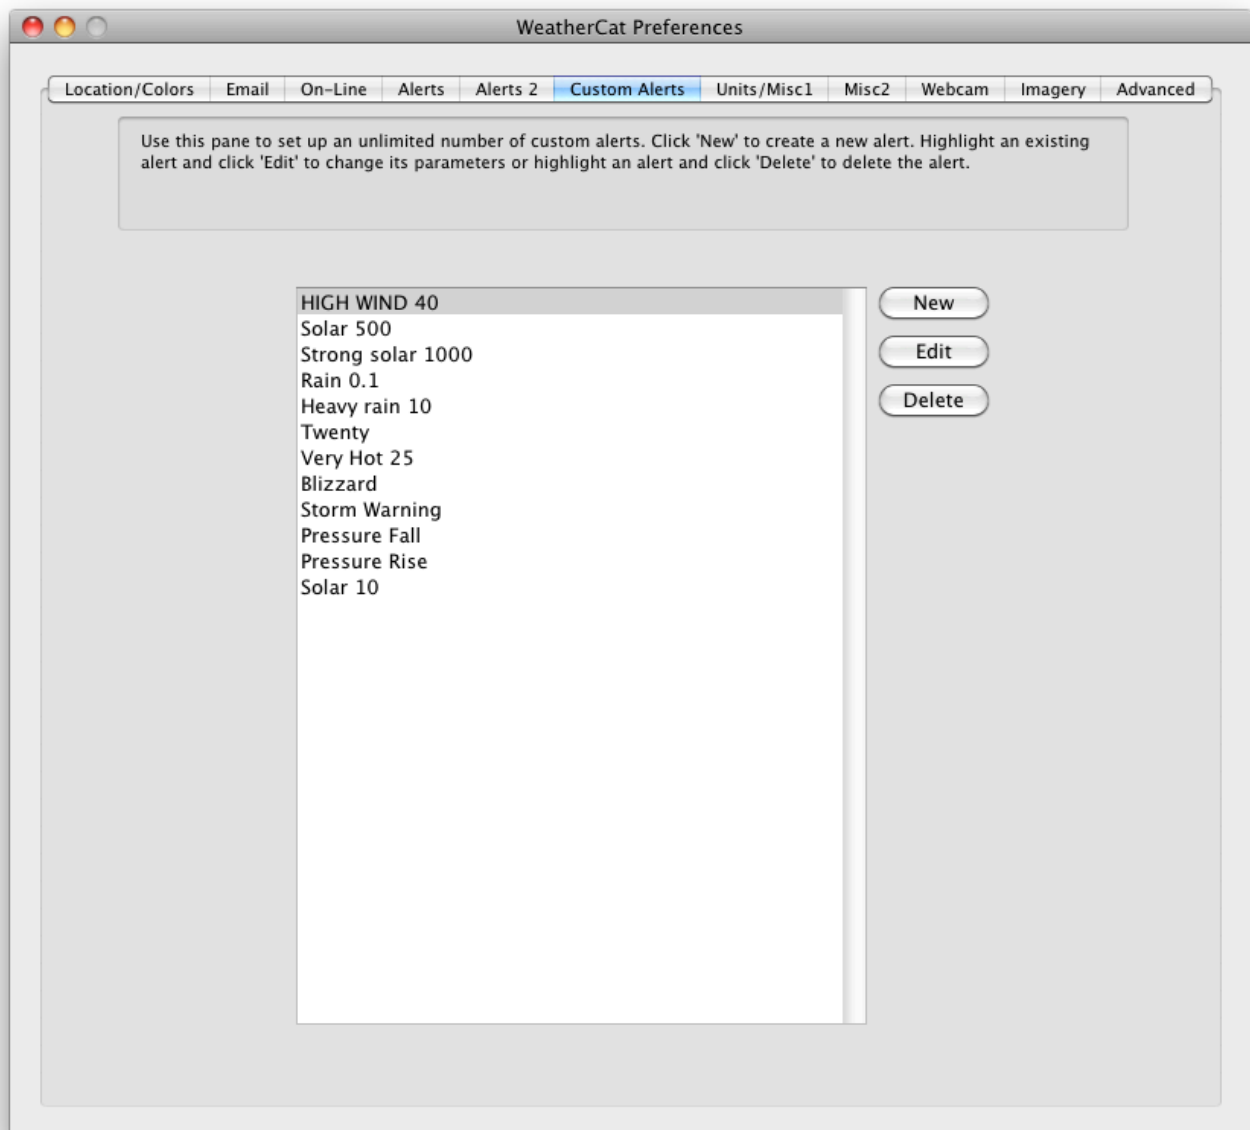 WeatherCat Preferences
Location/Colors Email On-Line Alerts Alerts 2 Custom Alerts Units/Misc1 Misc2 Webcam Imagery Advanced
Use this pane to set up an unlimited number of custom alerts. Click 'New' to create a new alert. Highlight an existing
alert and click 'Edit' to change its parameters or highlight an alert and click 'Delete' to delete the alert.
HIGH WIND 40
Solar 500
Strong solar 1000
Rain 0.1
Heavy rain 10
Twenty
Very Hot 25
Blizzard
Storm Warning
Pressure Fall
Pressure Rise
Solar 10
New
Edit
Delete